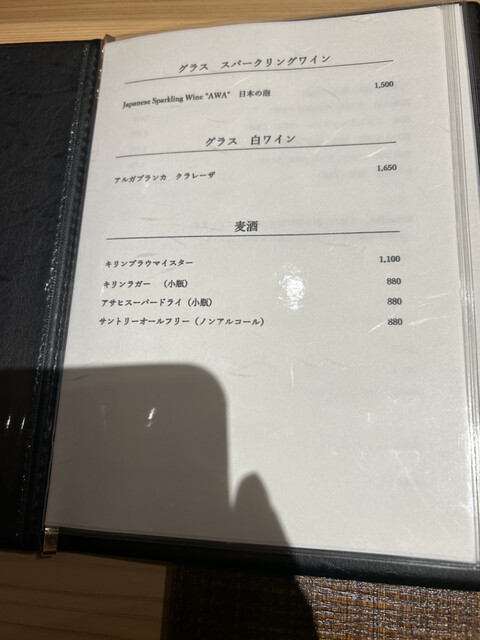 グラス　スパークリングワイン
Japanese Sparkling Wine "AWA"　日本の泡　1,500
グラス　白ワイン
アルガブランカ　クラレーザ　1,650
麦酒
キリンブラウマイスター　1,100
キリンラガー　（小瓶）　880
アサヒスーパードライ（小瓶）　880
サントリーオールフリー（ノンアルコール）　880